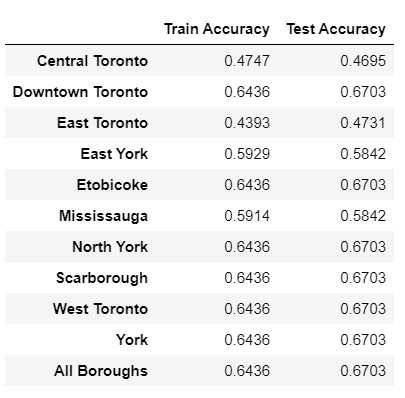 Train Accuracy Test Accuracy
Central Toronto 0.4747 0.4695
Downtown Toronto 0.6436 0.6703
East Toronto 0.4393 0.4731
East York 0.5929 0.5842
Etobicoke 0.6436 0.6703
Mississauga 0.5914 0.5842
North York 0.6436 0.6703
Scarborough 0.6436 0.6703
West Toronto 0.6436 0.6703
York 0.6436 0.6703
All Boroughs 0.6436 0.6703